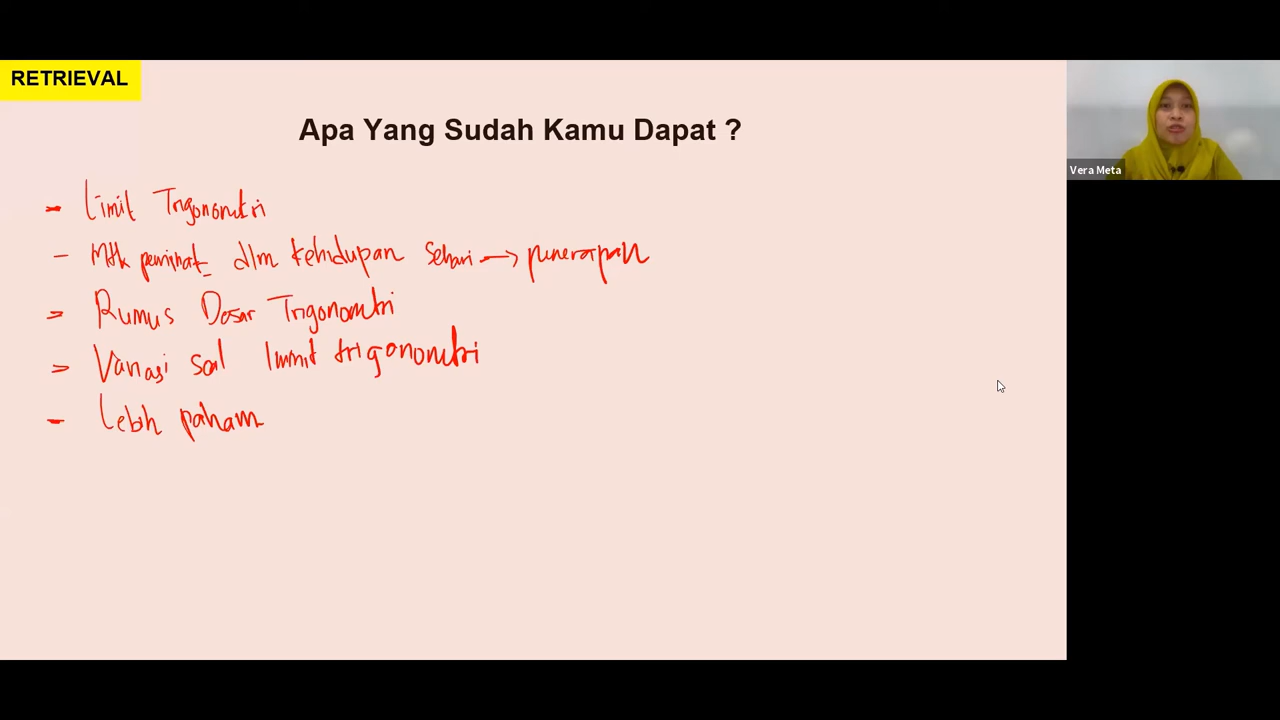 RETRIEVAL
Apa Yang Sudah Kamu Dapat ?
Vera Meta
- Limit Trigonometri
- Mtk peminat dlm kehidupan Sehari → penerapan
- Rumus Dasar Trigonometri
- Variasi soal limit trigonometri
- Lebih paham